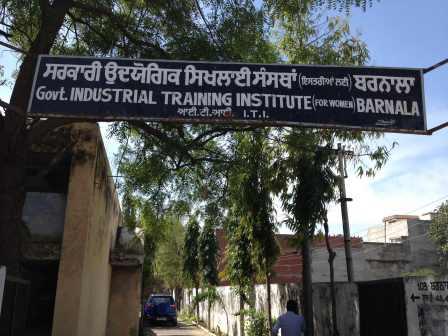 ਸਰਕਾਰੀ ਉਦਯੋਗਿਕ ਸਿਖਲਾਈ ਸੰਸਥਾ (ਇਸਤਰੀਆਂ ਲਈ) ਬਰਨਾਲਾ
Govt. INDUSTRIAL TRAINING INSTITUTE (FOR WOMEN) BARNALA
ਆਈ.ਟੀ.ਆਈ. I.T.I.